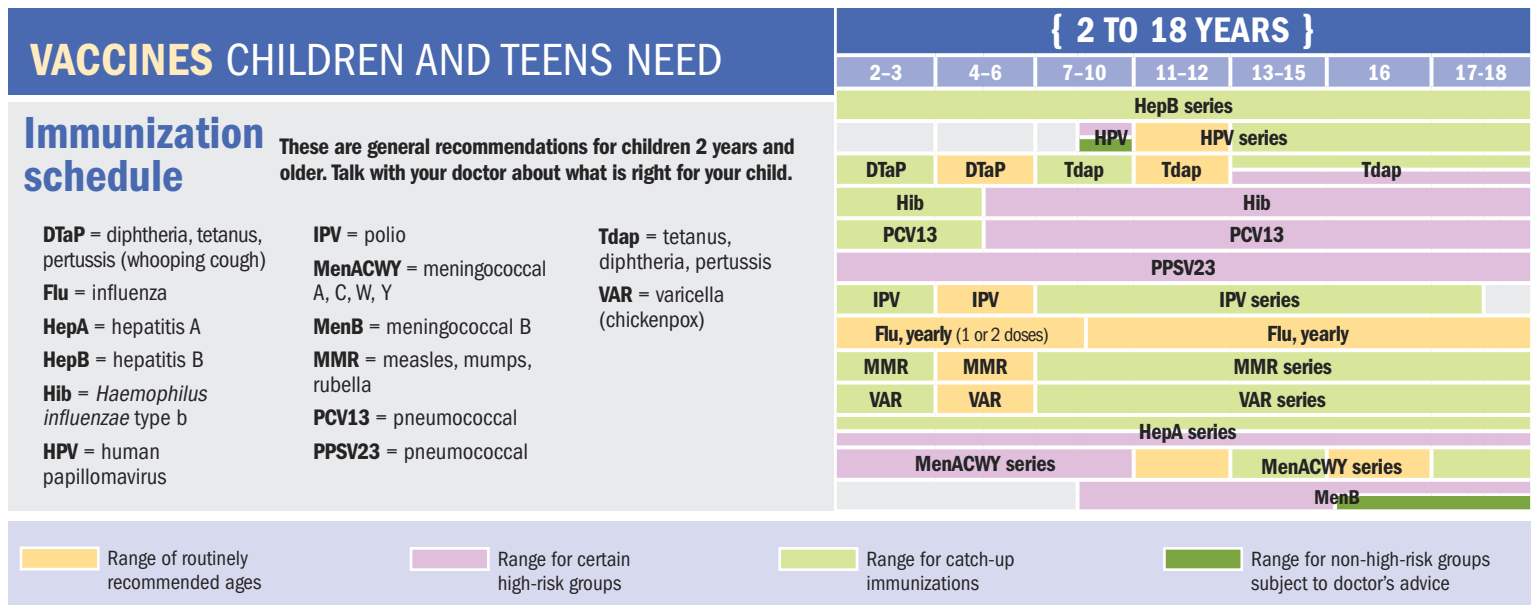 VACCINES CHILDREN AND TEENS NEED
Immunization
schedule
These are general recommendations for children 2 years and
older. Talk with your doctor about what is right for your child.
DTaP = diphtheria, tetanus,
pertussis (whooping cough)
Flu = influenza
HepA = hepatitis A
HepB = hepatitis B
Hib = Haemophilus
influenzae type b
HPV = human
papillomavirus
IPV = polio
MenACWY = meningococcal
A, C, W, Y
MenB = meningococcal B
MMR = measles, mumps,
rubella
PCV13 = pneumococcal
PPSV23 = pneumococcal
Tdap = tetanus,
diphtheria, pertussis
VAR = varicella
(chickenpox)
{ 2 TO 18 YEARS }
2–3 4–6 7–10 11–12 13–15 16 17-18
HepB series
HPV HPV series
DTaP DTaP Tdap Tdap Tdap
Hib Hib
PCV13 PCV13
PPSV23
IPV IPV IPV series
Flu, yearly (1 or 2 doses) Flu, yearly
MMR MMR MMR series
VAR VAR VAR series
HepA series
MenACWY series MenACWY series
MenB
Range of routinely
recommended ages
Range for certain
high-risk groups
Range for catch-up
immunizations
Range for non-high-risk groups
subject to doctor's advice